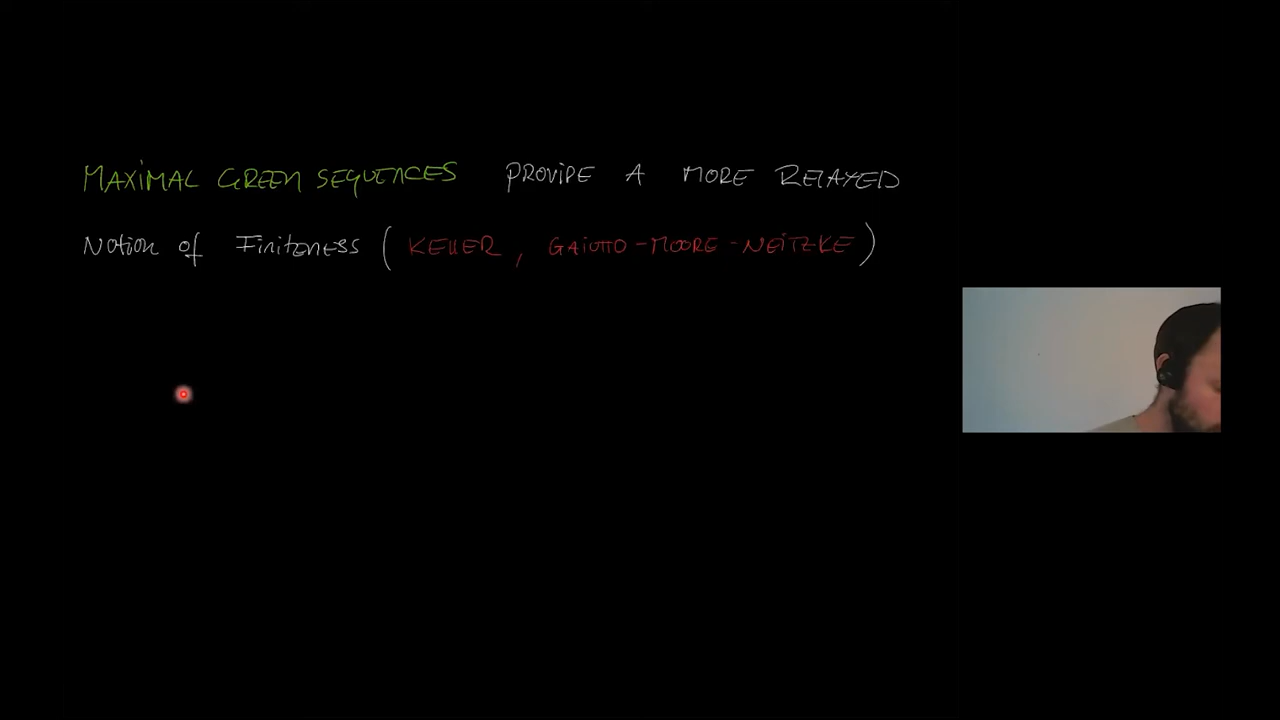 MAXIMAL GREEN SEQUENCES PROVIDE A MORE RELAXED
Notion of Finiteness (KELLER, GAIOTTO-MOORE-NEITZKE)